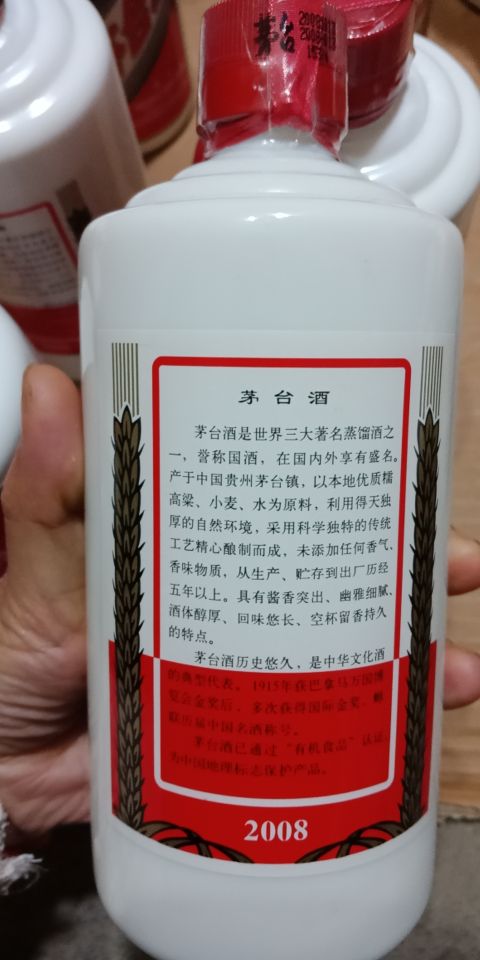 茅台
茅台酒
茅台酒是世界三大著名蒸馏酒之
一，誉称国酒，在国内外享有盛名。
产于中国贵州茅台镇，以本地优质糯
高粱、小麦、水为原料，利用得天独
厚的自然环境，采用科学独特的传统
工艺精心酿制而成，未添加任何香气、
香味物质，从生产、贮存到出厂历经
五年以上。具有酱香突出、幽雅细腻、
酒体醇厚、回味悠长、空杯留香持久
的特点。
茅台酒历史悠久，是中华文化酒
的典型代表。1915年获巴拿马万国博
览会金奖后，多次获得国际金奖，蝉
联历届中国名酒称号。
茅台酒已通过“有机食品”认证，
为中国地理标志保护产品。
2008